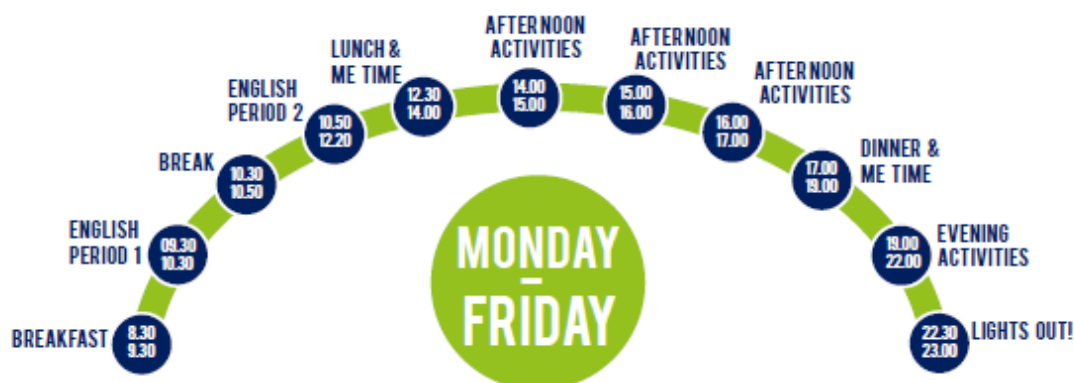 BREAKFAST
8.30
9.30
ENGLISH
PERIOD 1
09.30
10.30
BREAK
10.30
10.50
ENGLISH
PERIOD 2
10.50
12.20
LUNCH &
ME TIME
12.30
14.00
AFTERNOON
ACTIVITIES
14.00
15.00
AFTERNOON
ACTIVITIES
15.00
16.00
AFTERNOON
ACTIVITIES
16.00
17.00
DINNER &
ME TIME
17.00
19.00
EVENING
ACTIVITIES
19.00
22.00
LIGHTS OUT!
22.30
23.00
MONDAY
–
FRIDAY